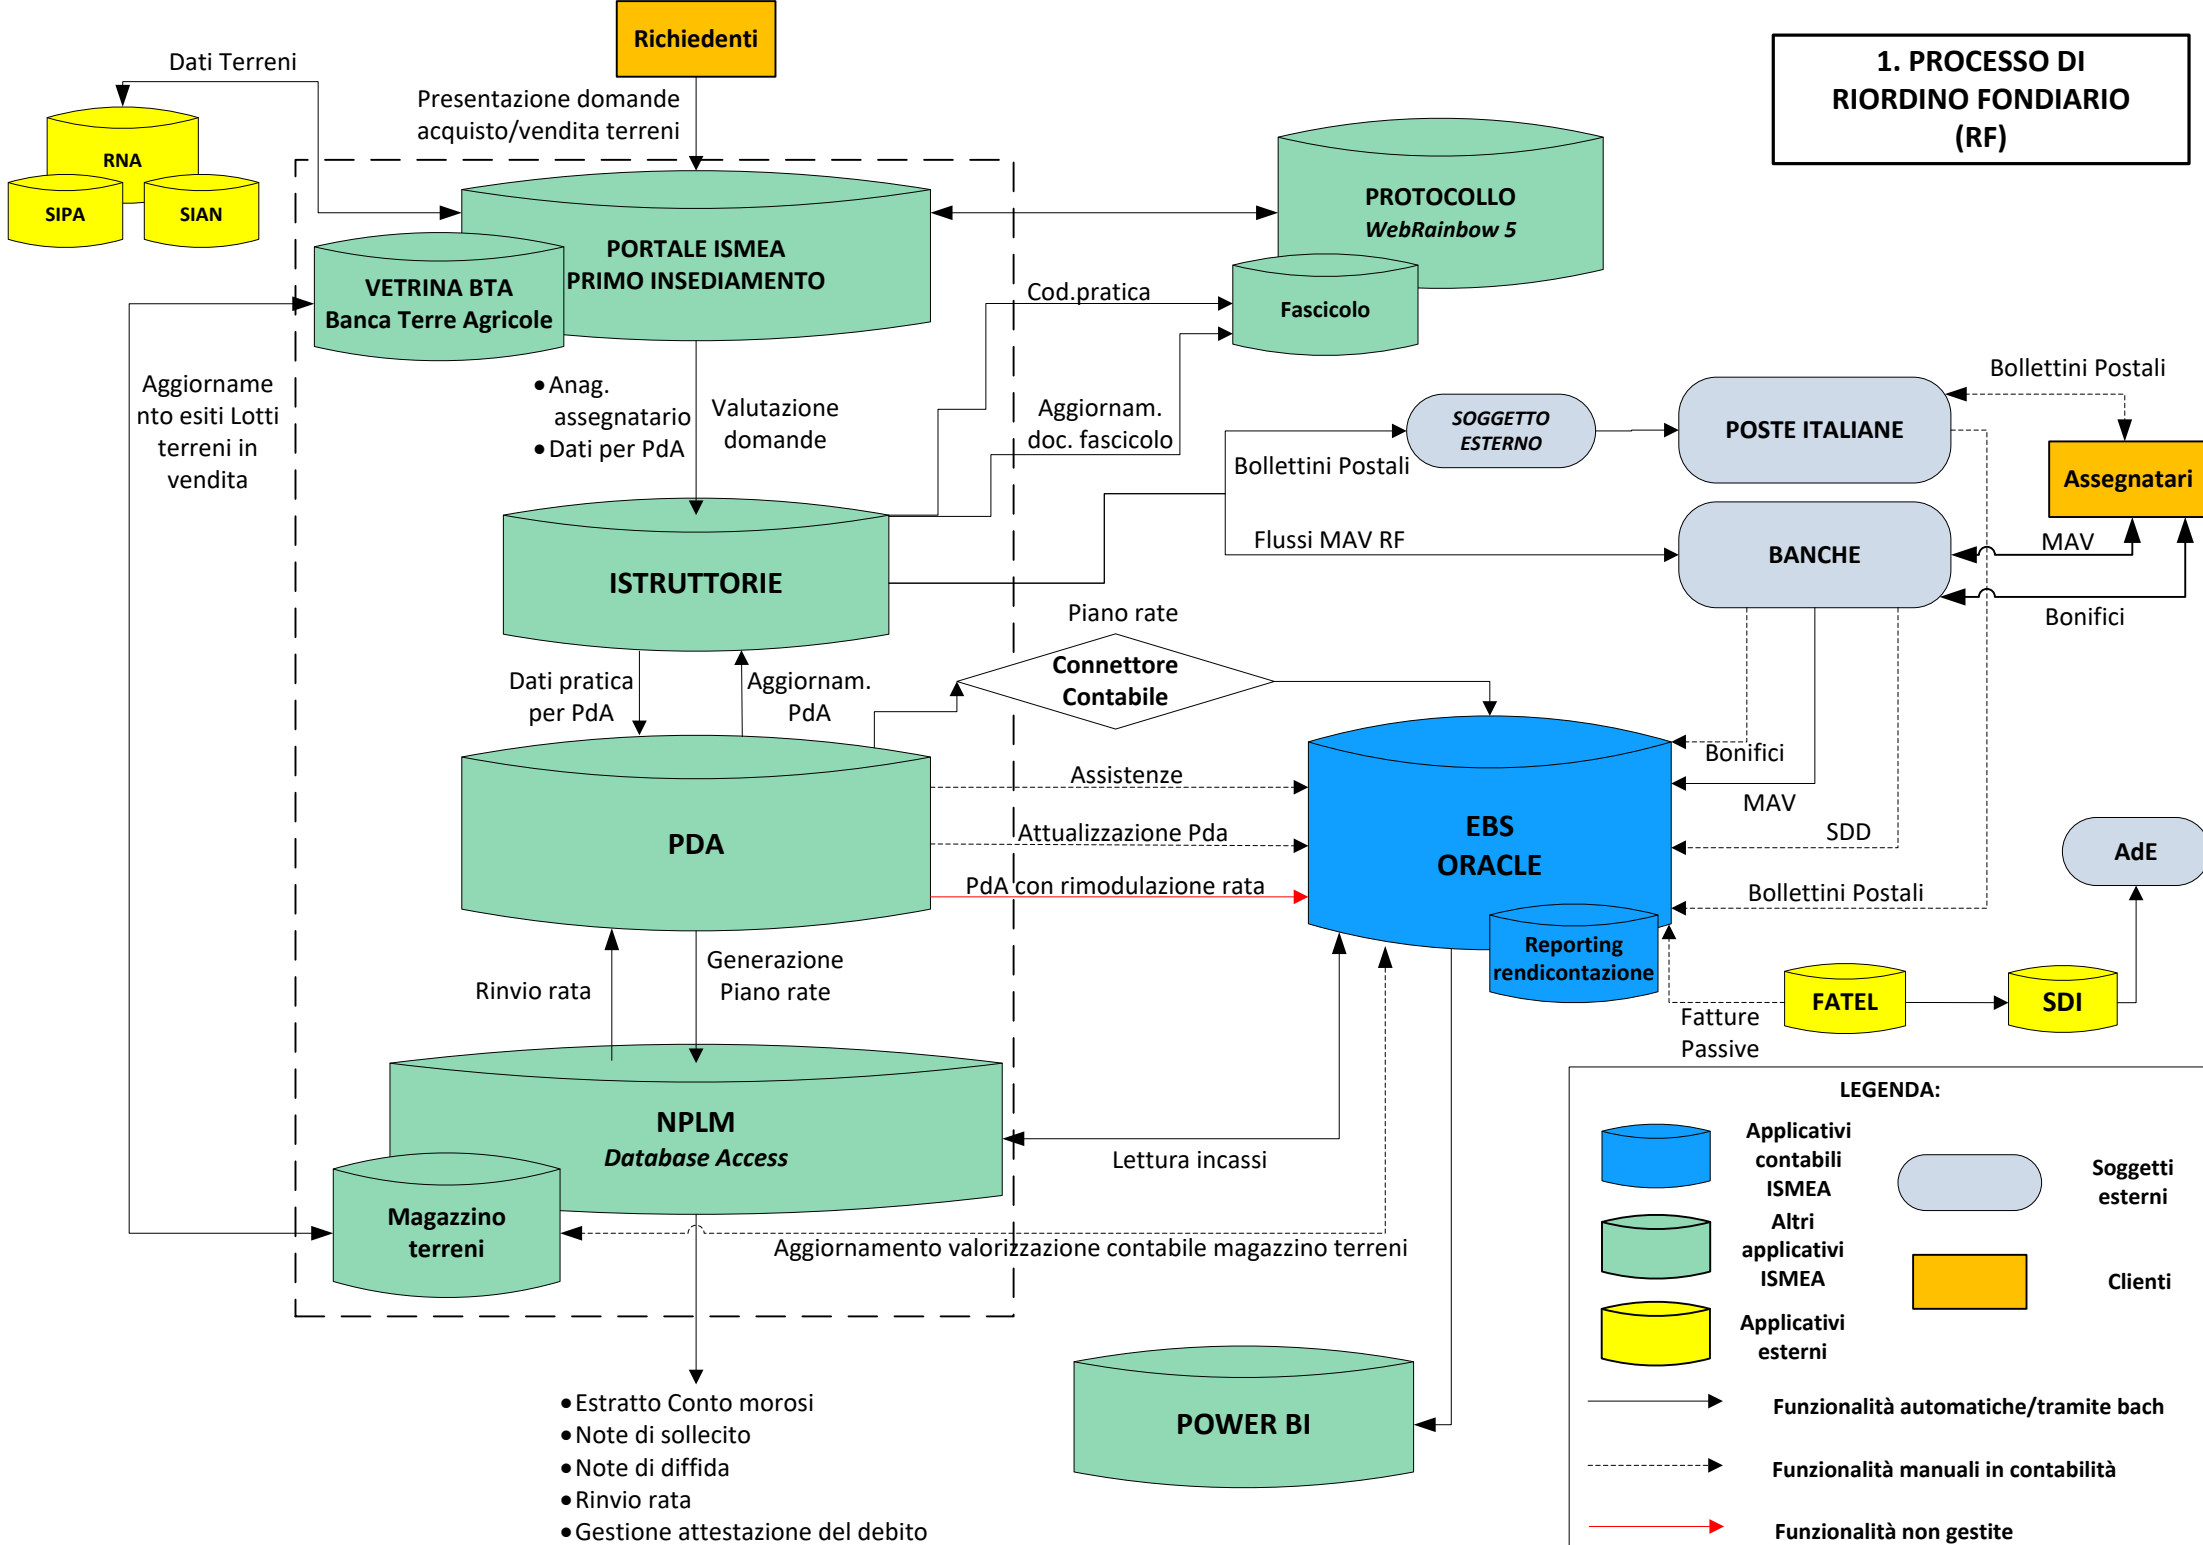 Richiedenti
1. PROCESSO DI
RIORDINO FONDIARIO
(RF)
Dati Terreni
Presentazione domande
acquisto/vendita terreni
RNA
SIPA
SIAN
PORTALE ISMEA
PRIMO INSEDIAMENTO
VETRINA BTA
Banca Terre Agricole
PROTOCOLLO
WebRainbow 5
Fascicolo
Cod.pratica
Aggiornam.
doc. fascicolo
Aggiorname
nto esiti Lotti
terreni in
vendita
• Anag.
assegnatario
• Dati per PdA
Valutazione
domande
SOGGETTO
ESTERNO
POSTE ITALIANE
Bollettini Postali
Bollettini Postali
Assegnatari
Flussi MAV RF
BANCHE
MAV
Bonifici
ISTRUTTORIE
Piano rate
Connettore
Contabile
Dati pratica
per PdA
Aggiornam.
PdA
Bonifici
MAV
SDD
Bollettini Postali
PDA
Assistenze
Attualizzazione Pda
PdA con rimodulazione rata
EBS
ORACLE
Reporting
rendicontazione
AdE
FATEL
SDI
Fatture
Passive
Rinvio rata
Generazione
Piano rate
NPLM
Database Access
Lettura incassi
Magazzino
terreni
Aggiornamento valorizzazione contabile magazzino terreni
• Estratto Conto morosi
• Note di sollecito
• Note di diffida
• Rinvio rata
• Gestione attestazione del debito
POWER BI
LEGENDA:
Applicativi
contabili
ISMEA
Soggetti
esterni
Altri
applicativi
ISMEA
Clienti
Applicativi
esterni
Funzionalità automatiche/tramite bach
Funzionalità manuali in contabilità
Funzionalità non gestite